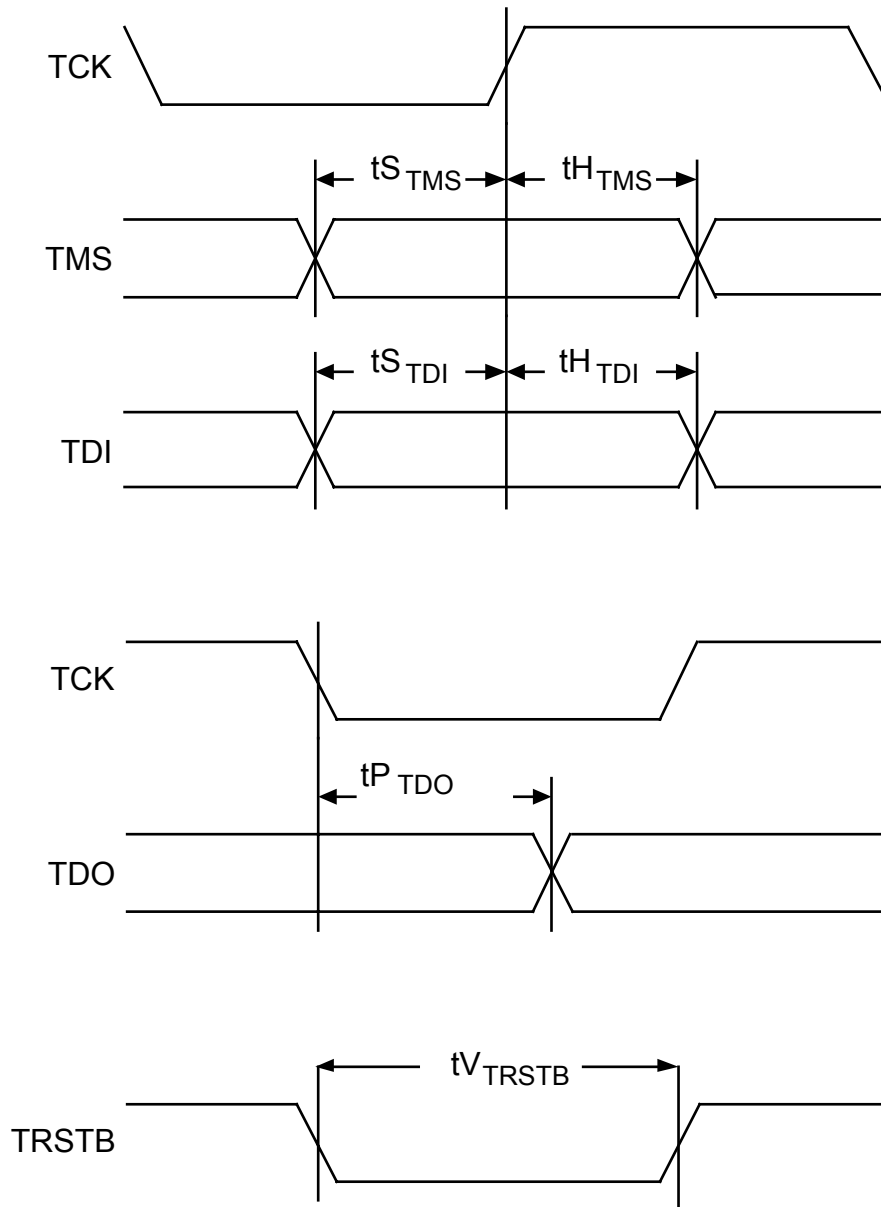 TCK
tS TMS tH TMS
TMS
tS TDI tH TDI
TDI
TCK
tP TDO
TDO
tV TRSTB
TRSTB